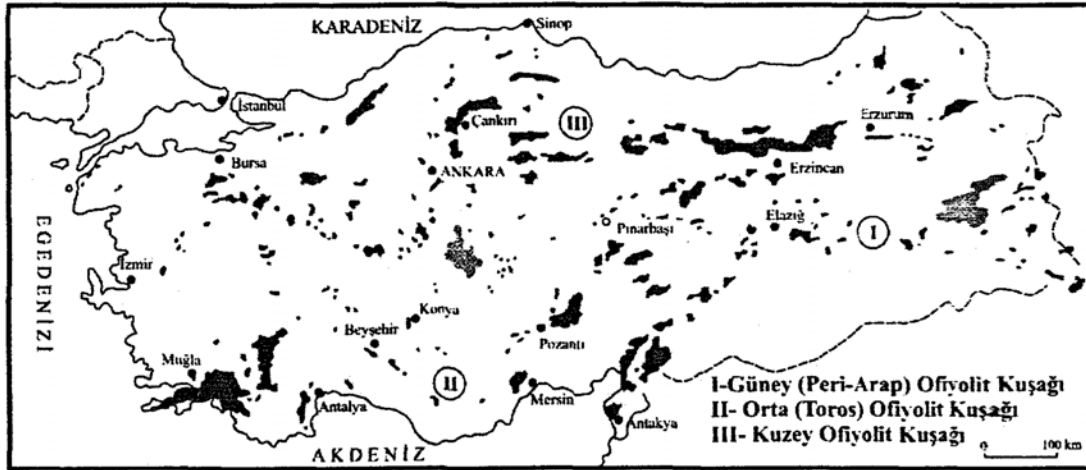 KARADENİZ
Sinop
İstanbul
Çankırı
III
Erzurum
Bursa
ANKARA
Erzincan
EGEDENİZİ
Pınarbaşı
Elazığ
I
İzmir
Konya
Beyşehir
Pozantı
Muğla
II
Antalya
Mersin
Antakya
AKDENİZ
I-Güney (Peri-Arap) Ofiyolit Kuşağı
II- Orta (Toros) Ofiyolit Kuşağı
III- Kuzey Ofiyolit Kuşağı
0 100 km